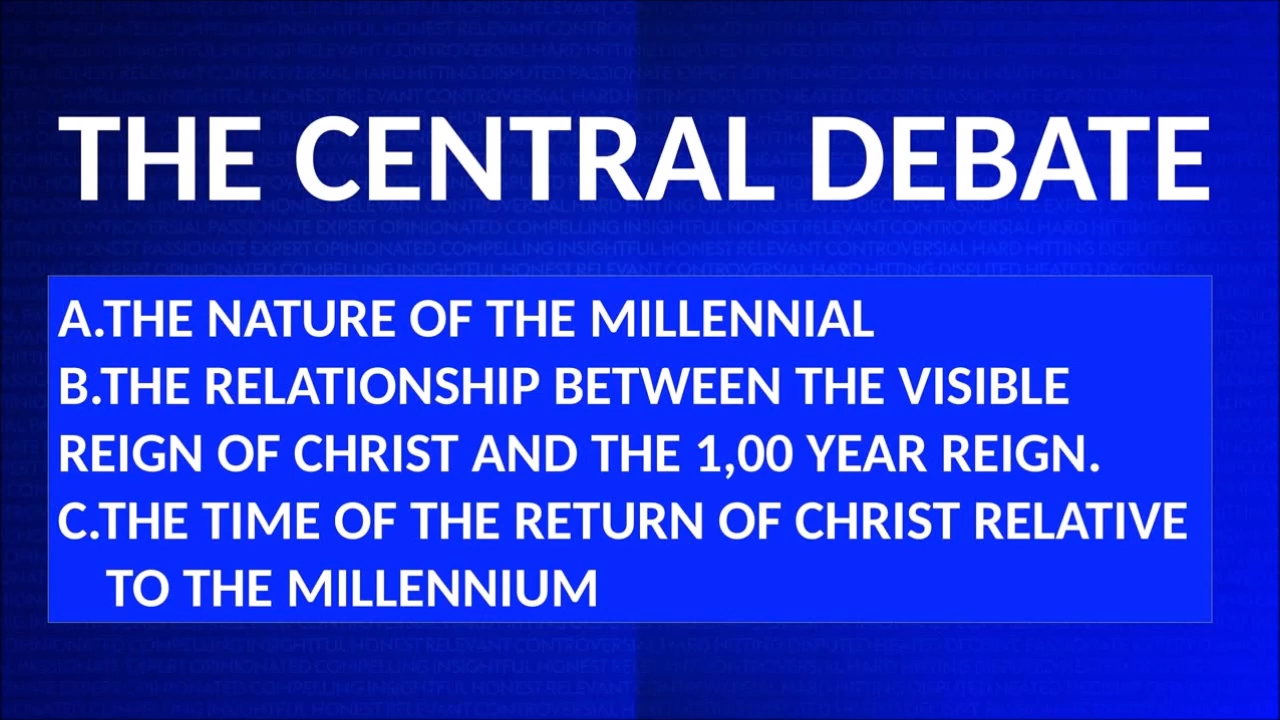 THE CENTRAL DEBATE
A.THE NATURE OF THE MILLENNIAL
B.THE RELATIONSHIP BETWEEN THE VISIBLE
REIGN OF CHRIST AND THE 1,00 YEAR REIGN.
C.THE TIME OF THE RETURN OF CHRIST RELATIVE
TO THE MILLENNIUM